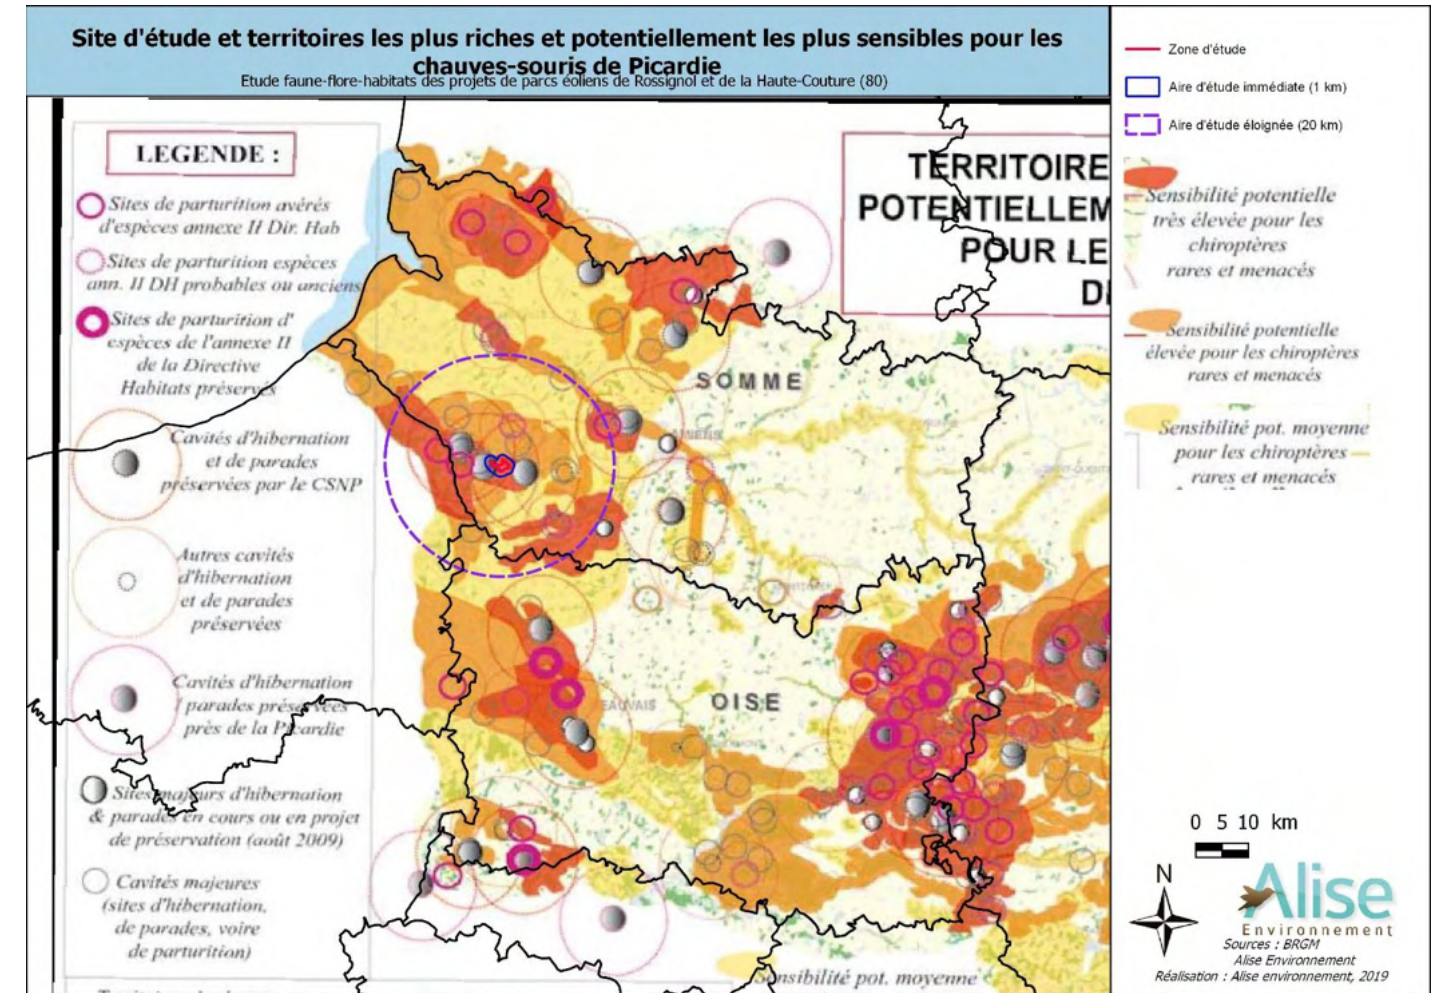 Site d'étude et territoires les plus riches et potentiellement les plus sensibles pour les
chauves-souris de Picardie
Etude faune-flore-habitats des projets de parcs éoliens de Rossignol et de la Haute-Couture (80)
LEGENDE :
Sites de parturition avérés
d'espèces annexe II Dir. Hab
Sites de parturition espèces
ann. II DH probables ou anciens
Sites de parturition d'
espèces de l'annexe II
de la Directive
Habitats préservés
Cavités d'hibernation
et de parades
préservées par le CSNP
Autres cavités
d'hibernation
et de parades
préservées
Cavités d'hibernation
/ parades préservées
près de la Picardie
Sites majeurs d'hibernation
& parades en cours ou en projet
de préservation (août 2009)
Cavités majeures
(sites d'hibernation,
de parades, voire
de parturition)
TERRITOIRE
POTENTIELLEM
POUR LE
SOMME
AMIENS
OISE
EAUVAIS
Sensibilité pot. moyenne
Zone d'étude
Aire d'étude immédiate (1 km)
Aire d'étude éloignée (20 km)
Sensibilité potentielle
très élevée pour les
chiroptères
rares et menacés
Sensibilité potentielle
élevée pour les chiroptères
rares et menacés
Sensibilité pot. moyenne
pour les chiroptères
rares et menacés
0 5 10 km
N
Alise
Environnement
Sources : BRGM
Alise Environnement
Réalisation : Alise environnement, 2019